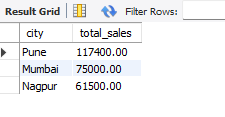 Result Grid Filter Rows:
city total_sales
Pune 117400.00
Mumbai 75000.00
Nagpur 61500.00